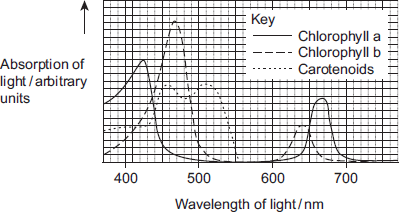 Key
Chlorophyll a
Chlorophyll b
Carotenoids
Absorption of
light / arbitrary
units
400 500 600 700
Wavelength of light / nm